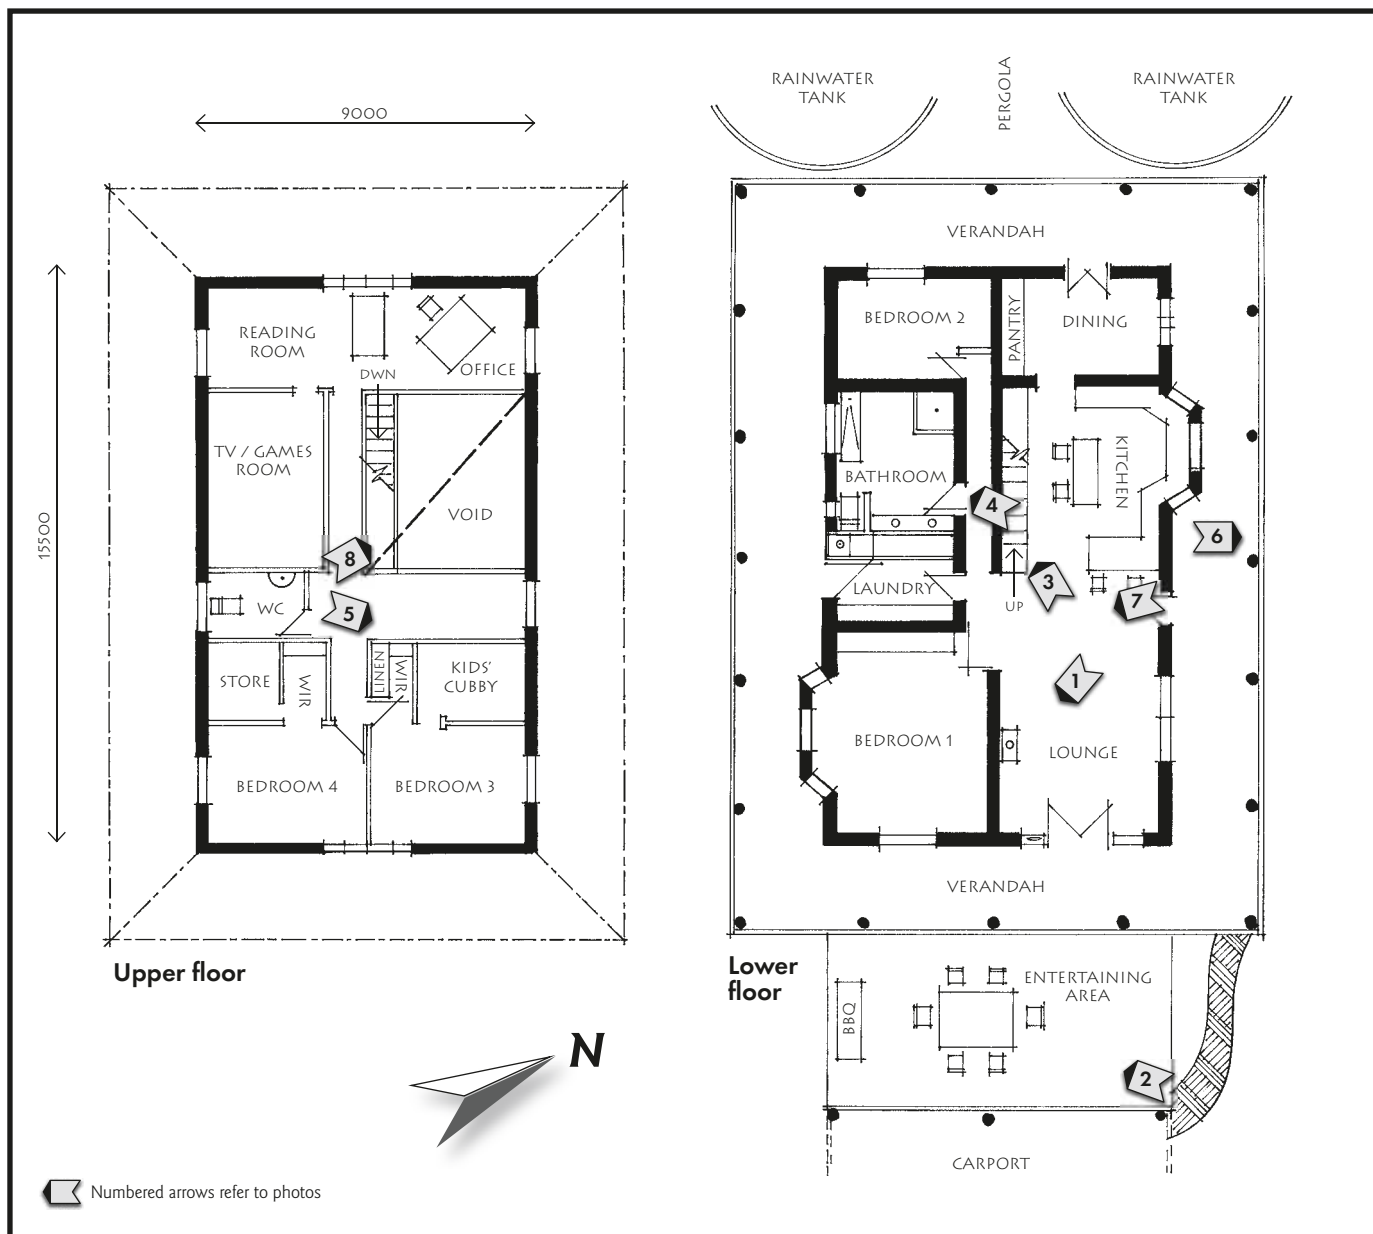 9000
15500
READING
ROOM
OFFICE
DWN
TV / GAMES
ROOM
VOID
8
5
WC
STORE
WIR
LINEN
WIR
KIDS'
CUBBY
BEDROOM 4
BEDROOM 3
Upper floor
N
Numbered arrows refer to photos
RAINWATER
TANK
PERGOLA
RAINWATER
TANK
VERANDAH
BEDROOM 2
PANTRY
DINING
KITCHEN
BATHROOM
4
6
LAUNDRY
UP
3
7
1
BEDROOM 1
LOUNGE
VERANDAH
Lower
floor
ENTERTAINING
AREA
BBQ
2
CARPORT